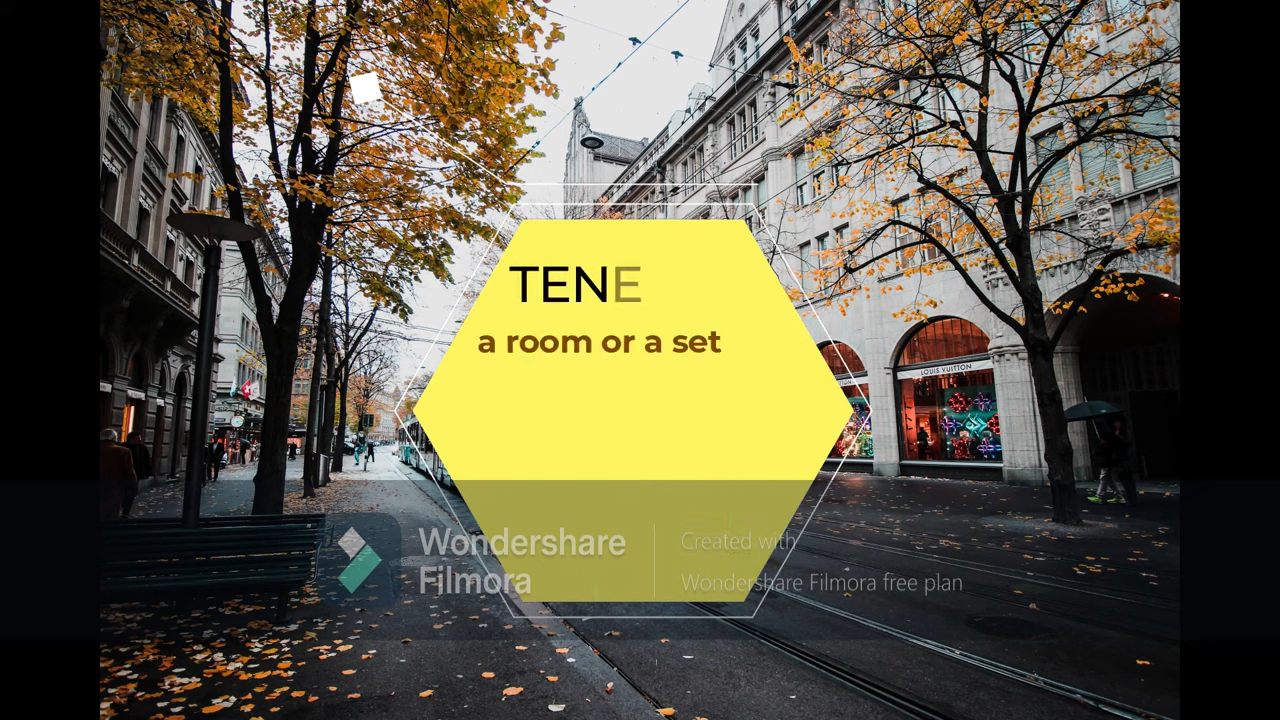 TENE
a room or a set
LOUIS VUITTON
Wondershare
Filmora
Created with
Wondershare Filmora free plan